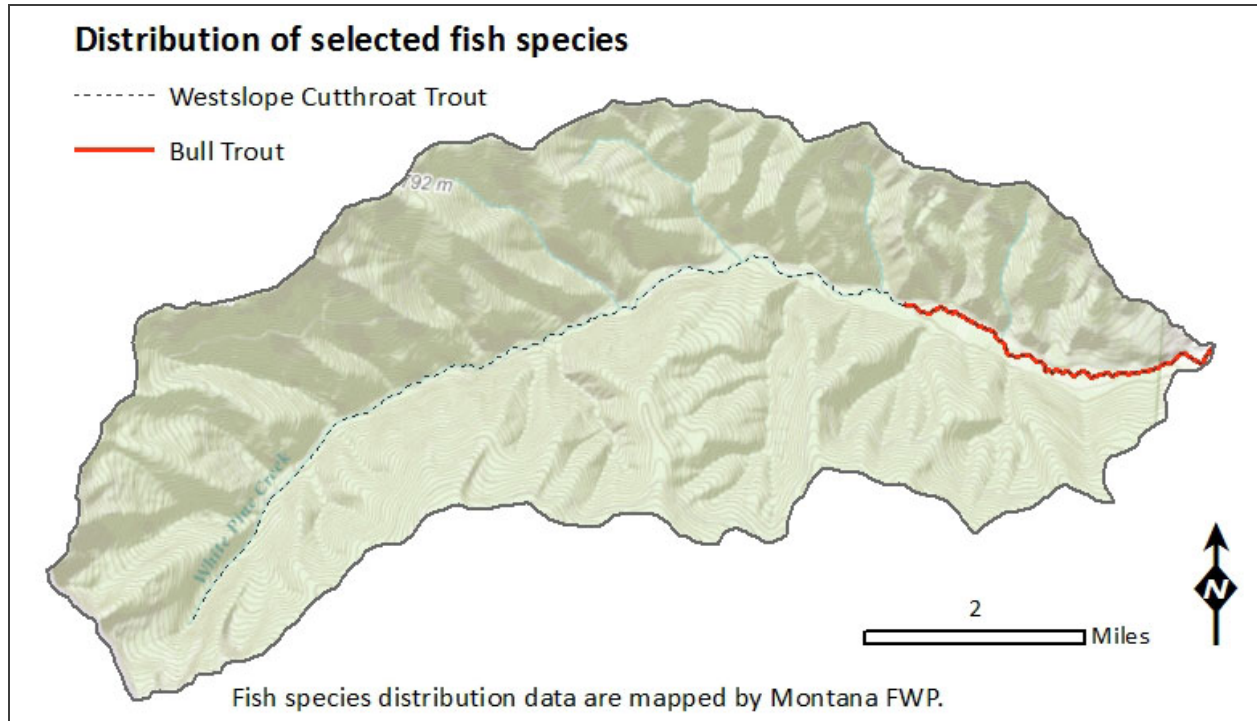 Distribution of selected fish species
Westslope Cutthroat Trout
Bull Trout
792 m
White Pine Creek
N
2
Miles
Fish species distribution data are mapped by Montana FWP.